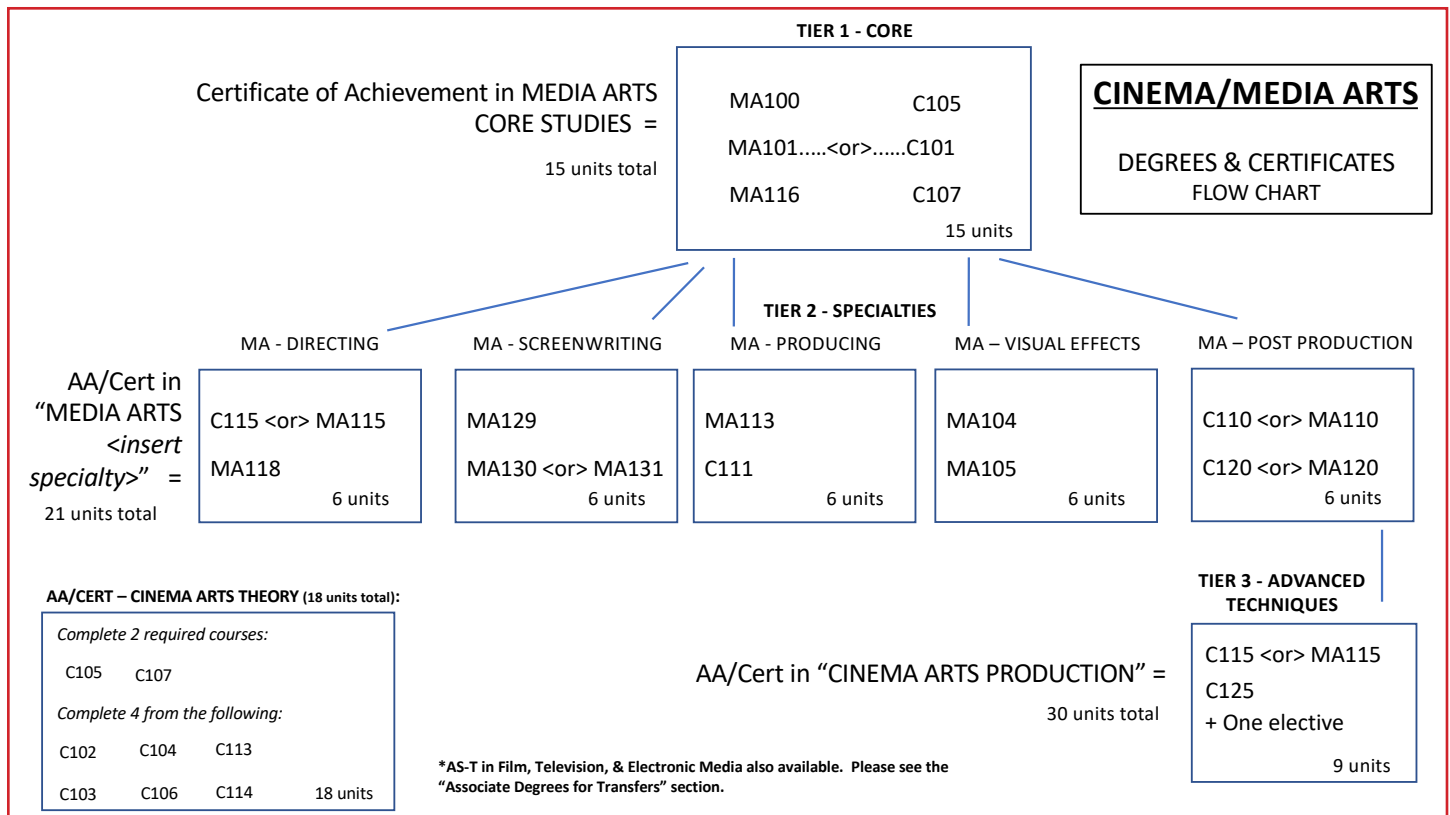 TIER 1 - CORE
Certificate of Achievement in MEDIA ARTS
CORE STUDIES =
15 units total
MA100 C105
MA101.....<or>......C101
MA116 C107
15 units
CINEMA/MEDIA ARTS
DEGREES & CERTIFICATES
FLOW CHART
TIER 2 - SPECIALTIES
MA - DIRECTING
MA - SCREENWRITING
MA - PRODUCING
MA – VISUAL EFFECTS
MA – POST PRODUCTION
AA/Cert in
“MEDIA ARTS
<insert
specialty>” =
21 units total
C115 <or> MA115
MA118
6 units
MA129
MA130 <or> MA131
6 units
MA113
C111
6 units
MA104
MA105
6 units
C110 <or> MA110
C120 <or> MA120
6 units
TIER 3 - ADVANCED
TECHNIQUES
AA/Cert in “CINEMA ARTS PRODUCTION” =
30 units total
C115 <or> MA115
C125
+ One elective
9 units
AA/CERT – CINEMA ARTS THEORY (18 units total):
Complete 2 required courses:
C105 C107
Complete 4 from the following:
C102 C104 C113
C103 C106 C114 18 units
*AS-T in Film, Television, & Electronic Media also available. Please see the
“Associate Degrees for Transfers” section.